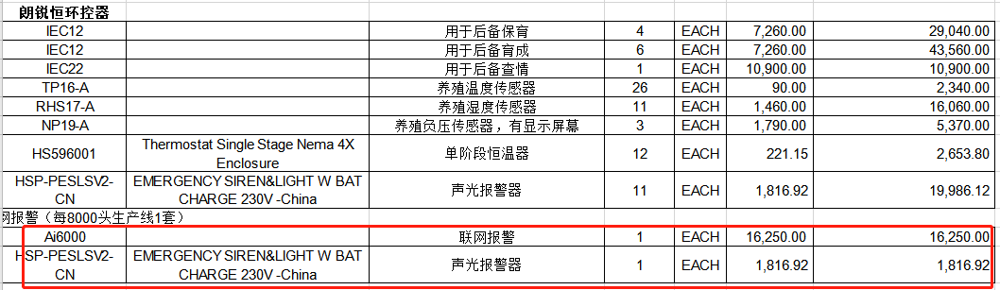 朗锐恒环控器
IEC12 用于后备保育 4 EACH 7,260.00 29,040.00
IEC12 用于后备育成 6 EACH 7,260.00 43,560.00
IEC22 用于后备查情 1 EACH 10,900.00 10,900.00
TP16-A 养殖温度传感器 26 EACH 90.00 2,340.00
RHS17-A 养殖湿度传感器 11 EACH 1,460.00 16,060.00
NP19-A 养殖负压传感器，有显示屏幕 3 EACH 1,790.00 5,370.00
HS596001 Thermostat Single Stage Nema 4X
Enclosure 单阶段恒温器 12 EACH 221.15 2,653.80
HSP-PESLSV2-
CN EMERGENCY SIREN&LIGHT W BAT
CHARGE 230V -China 声光报警器 11 EACH 1,816.92 19,986.12
网报警（每8000头生产线1套）
Ai6000 联网报警 1 EACH 16,250.00 16,250.00
HSP-PESLSV2-
CN EMERGENCY SIREN&LIGHT W BAT
CHARGE 230V -China 声光报警器 1 EACH 1,816.92 1,816.92